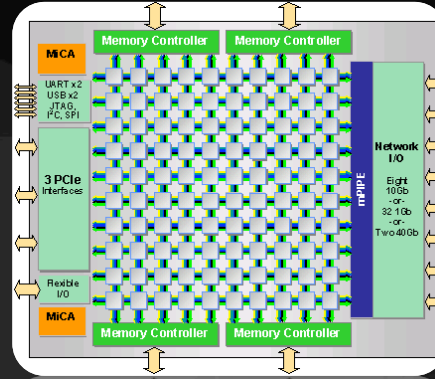 Memory Controller
Memory Controller
MiCA
UART x2
USB x2
JTAG,
I²C, SPI
3 PCIe
Interfaces
Flexible
I/O
MiCA
mPIPE
Network
I/O
Eight
10Gb
-or-
32 1Gb
-or-
Two 40Gb
Memory Controller
Memory Controller